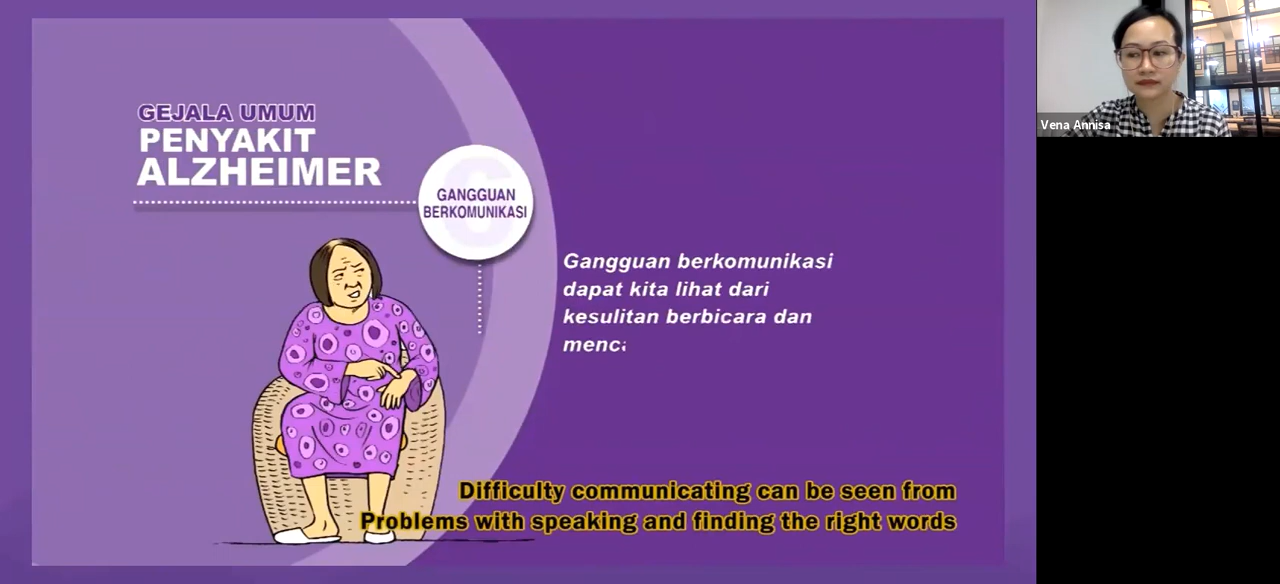 GEJALA UMUM
PENYAKIT
ALZHEIMER
GANGGUAN
BERKOMUNIKASI
Gangguan berkomunikasi
dapat kita lihat dari
kesulitan berbicara dan
Difficulty communicating can be seen from
Problems with speaking and finding the right words
Vena Annisa